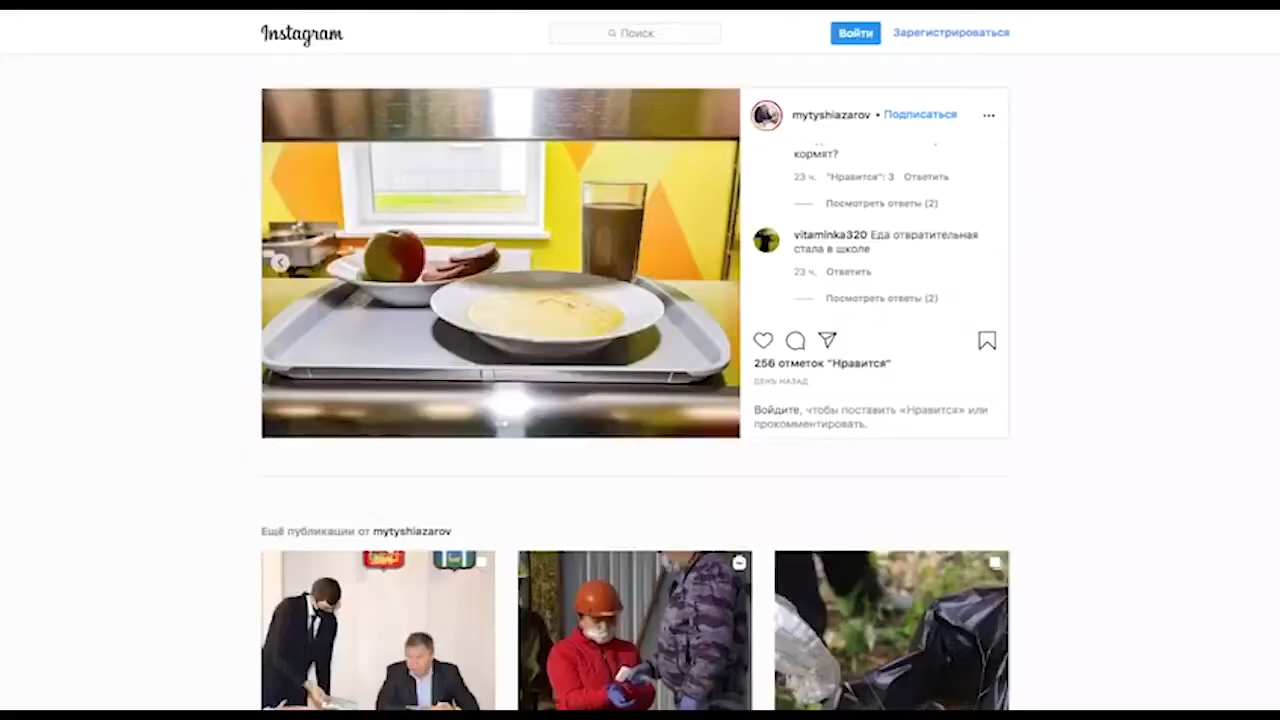 Instagram
Поиск
Войти
Зарегистрироваться
mytyshiazarov • Подписаться
кормят?
23 ч. "Нравится": 3 Ответить
Посмотреть ответы (2)
vitaminka320 Еда отвратительная
стала в школе
23 ч. Ответить
Посмотреть ответы (2)
256 отметок "Нравится"
ДЕНЬ НАЗАД
Войдите, чтобы поставить «Нравится» или
прокомментировать.
Ещё публикации от mytyshiazarov